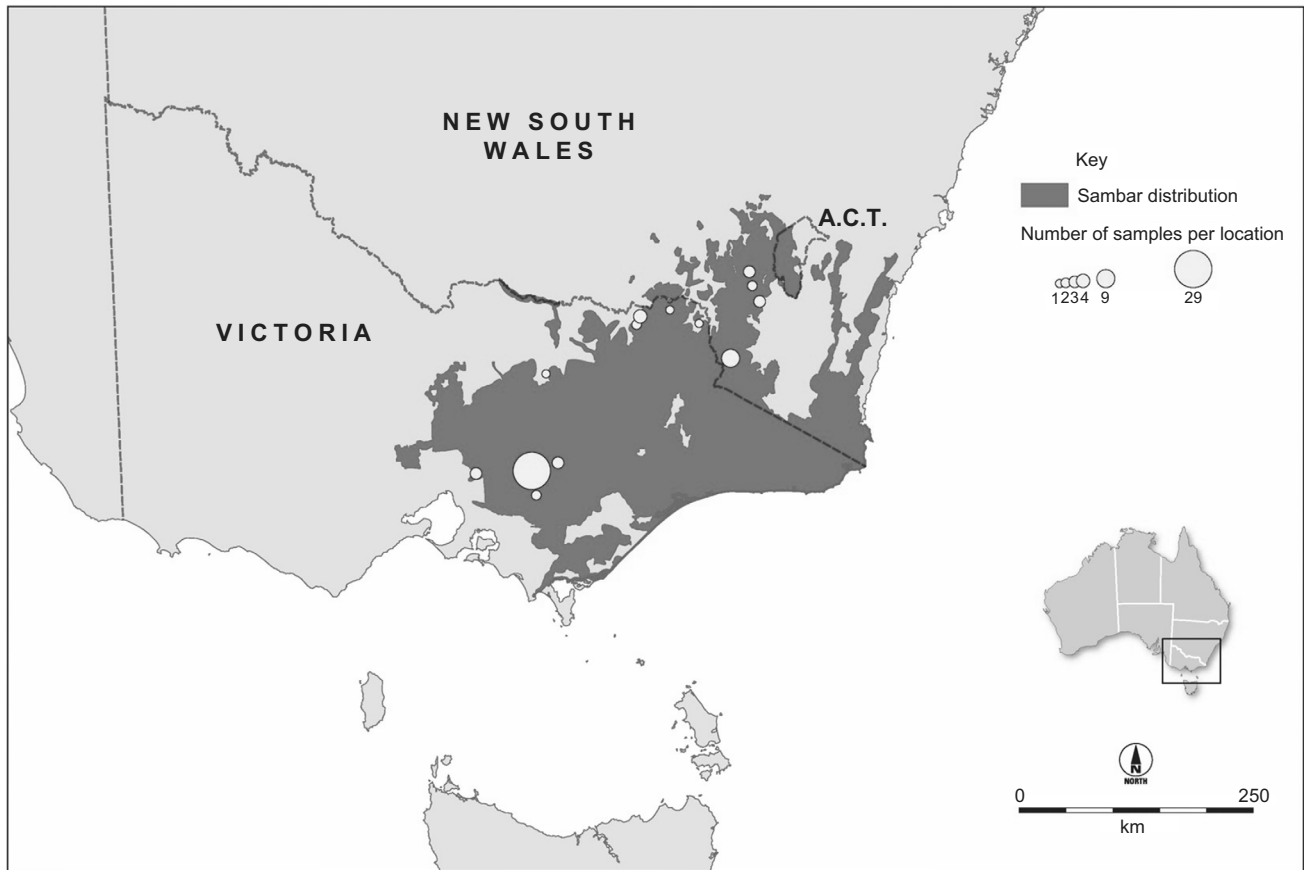 NEW SOUTH
WALES
A.C.T.
VICTORIA
Key
Sambar distribution
Number of samples per location
1234 9 29
N
NORTH
0 250
km